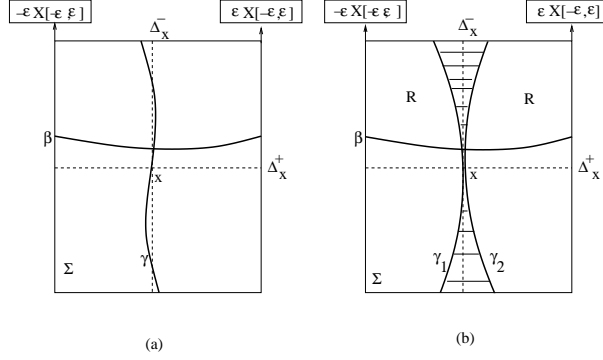 -ε X[-ε,ε] Δ⁻ₓ ε X[-ε,ε]
β
x Δ⁺ₓ
γ
Σ
(a)
-ε X[-ε,ε] Δ⁻ₓ ε X[-ε,ε]
R R
β
x Δ⁺ₓ
γ₁ γ₂
Σ
(b)